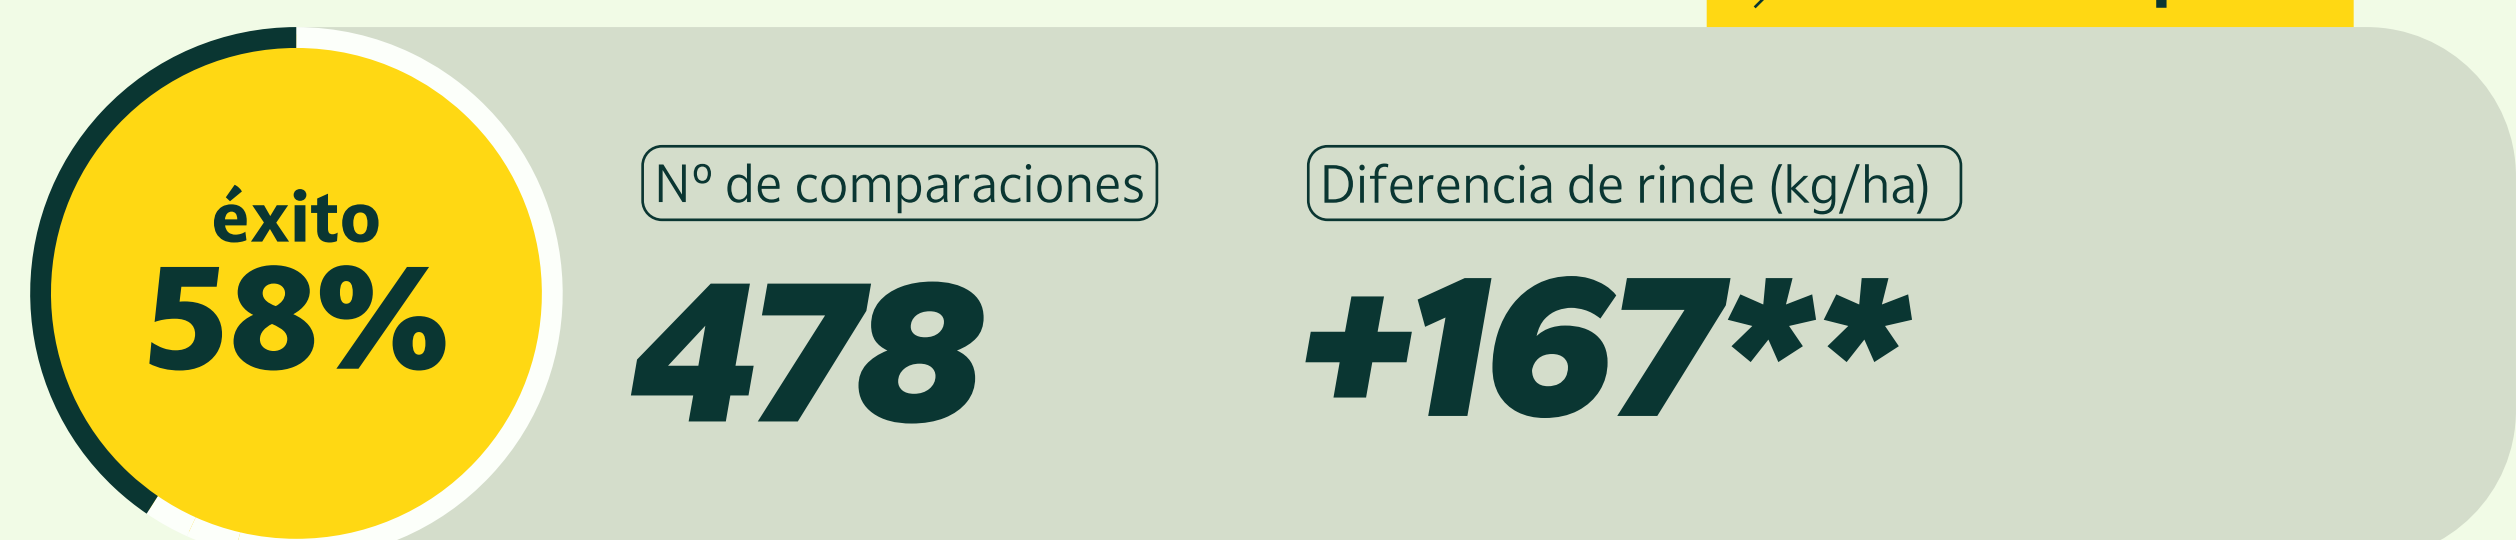 éxito
58%
Nº de comparaciones
478
Diferencia de rinde (kg/ha)
+167**